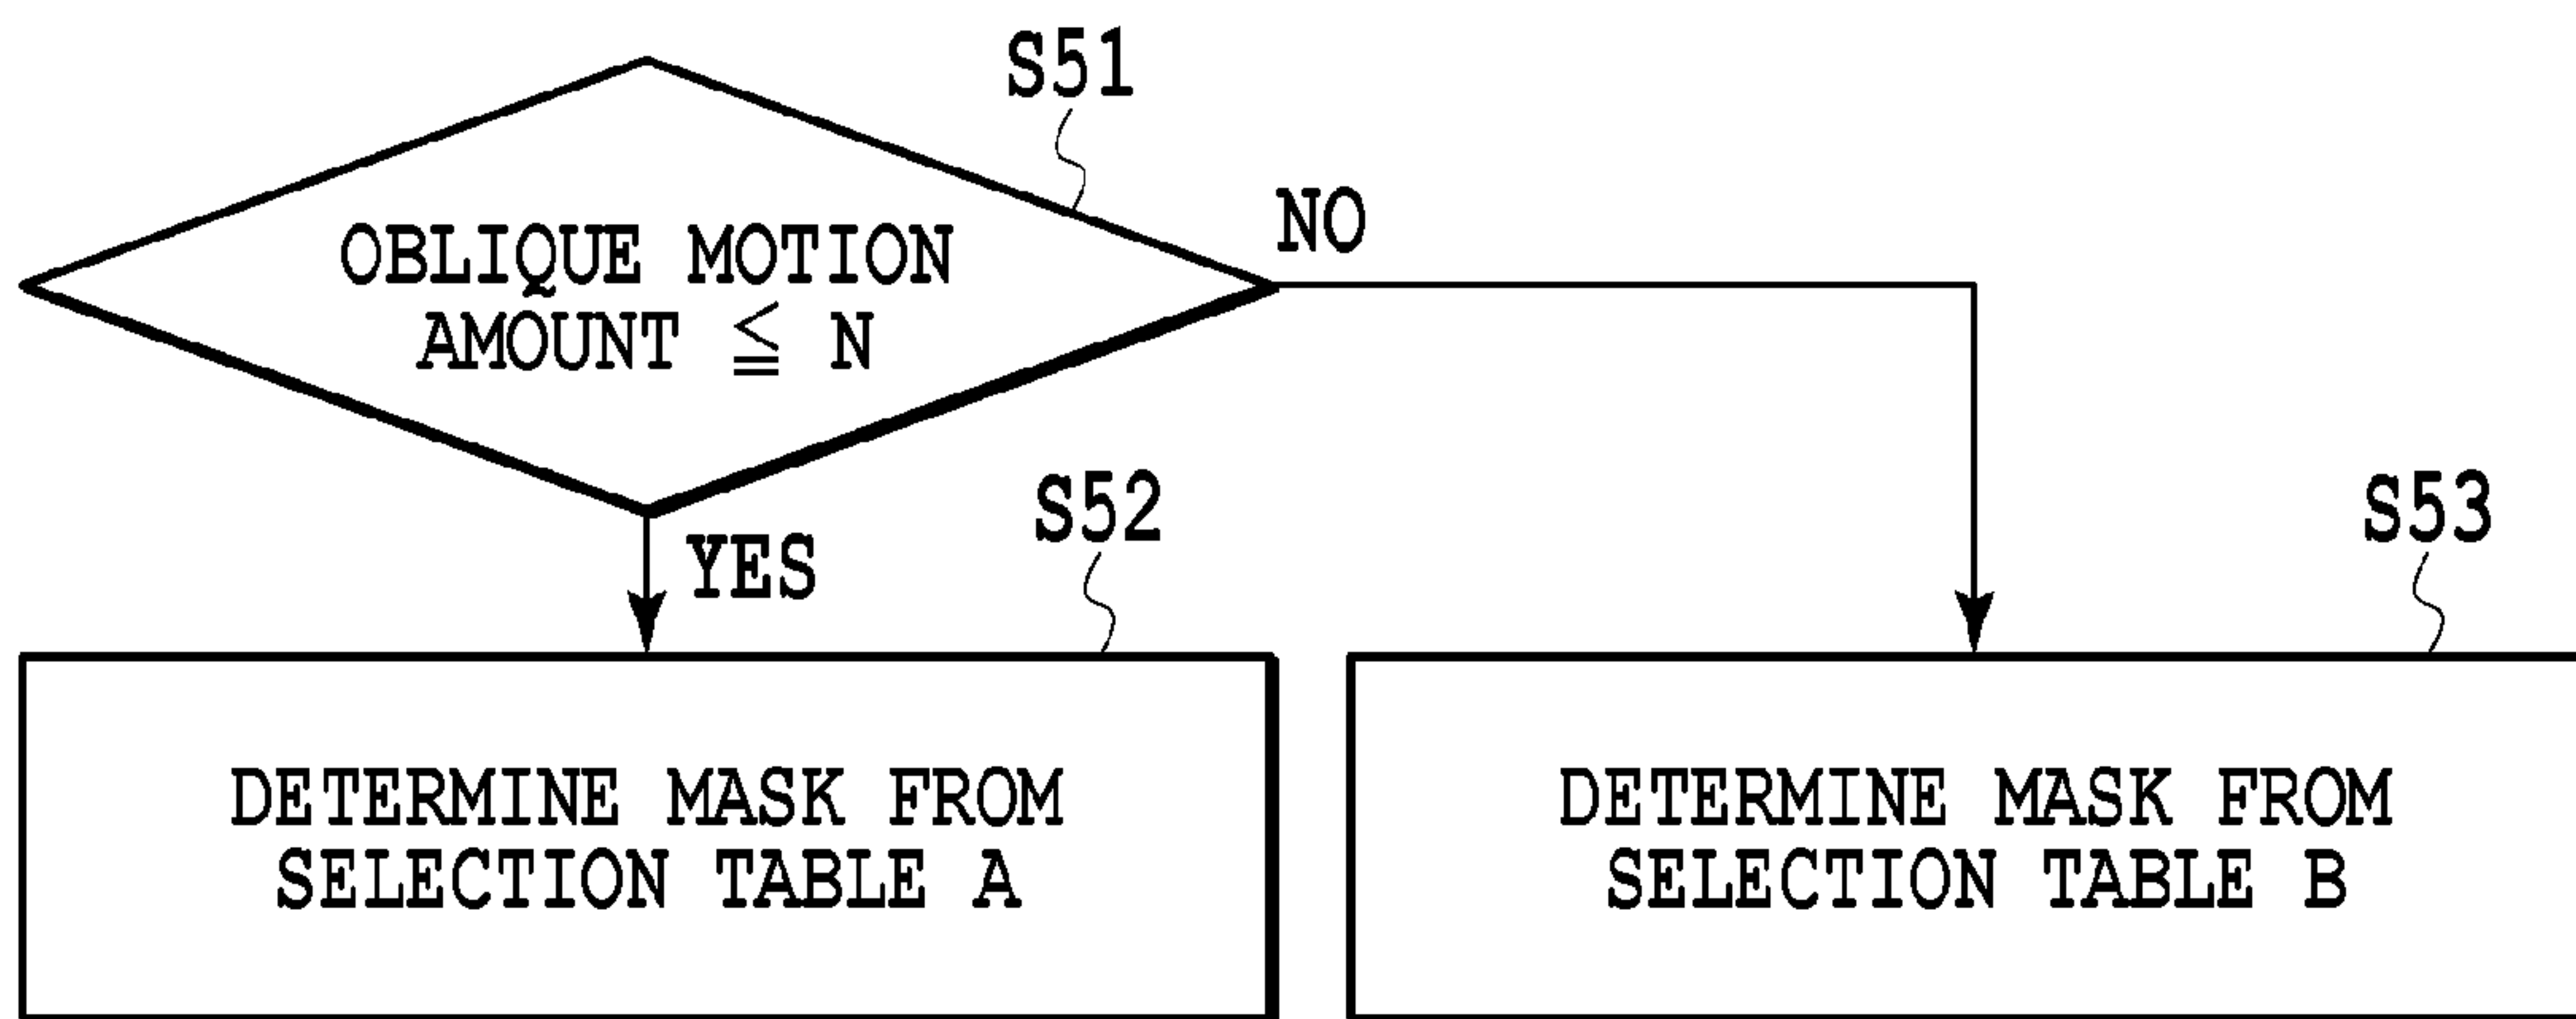 S51
OBLIQUE MOTION
AMOUNT ≦ N
NO
YES
S52
DETERMINE MASK FROM
SELECTION TABLE A
S53
DETERMINE MASK FROM
SELECTION TABLE B